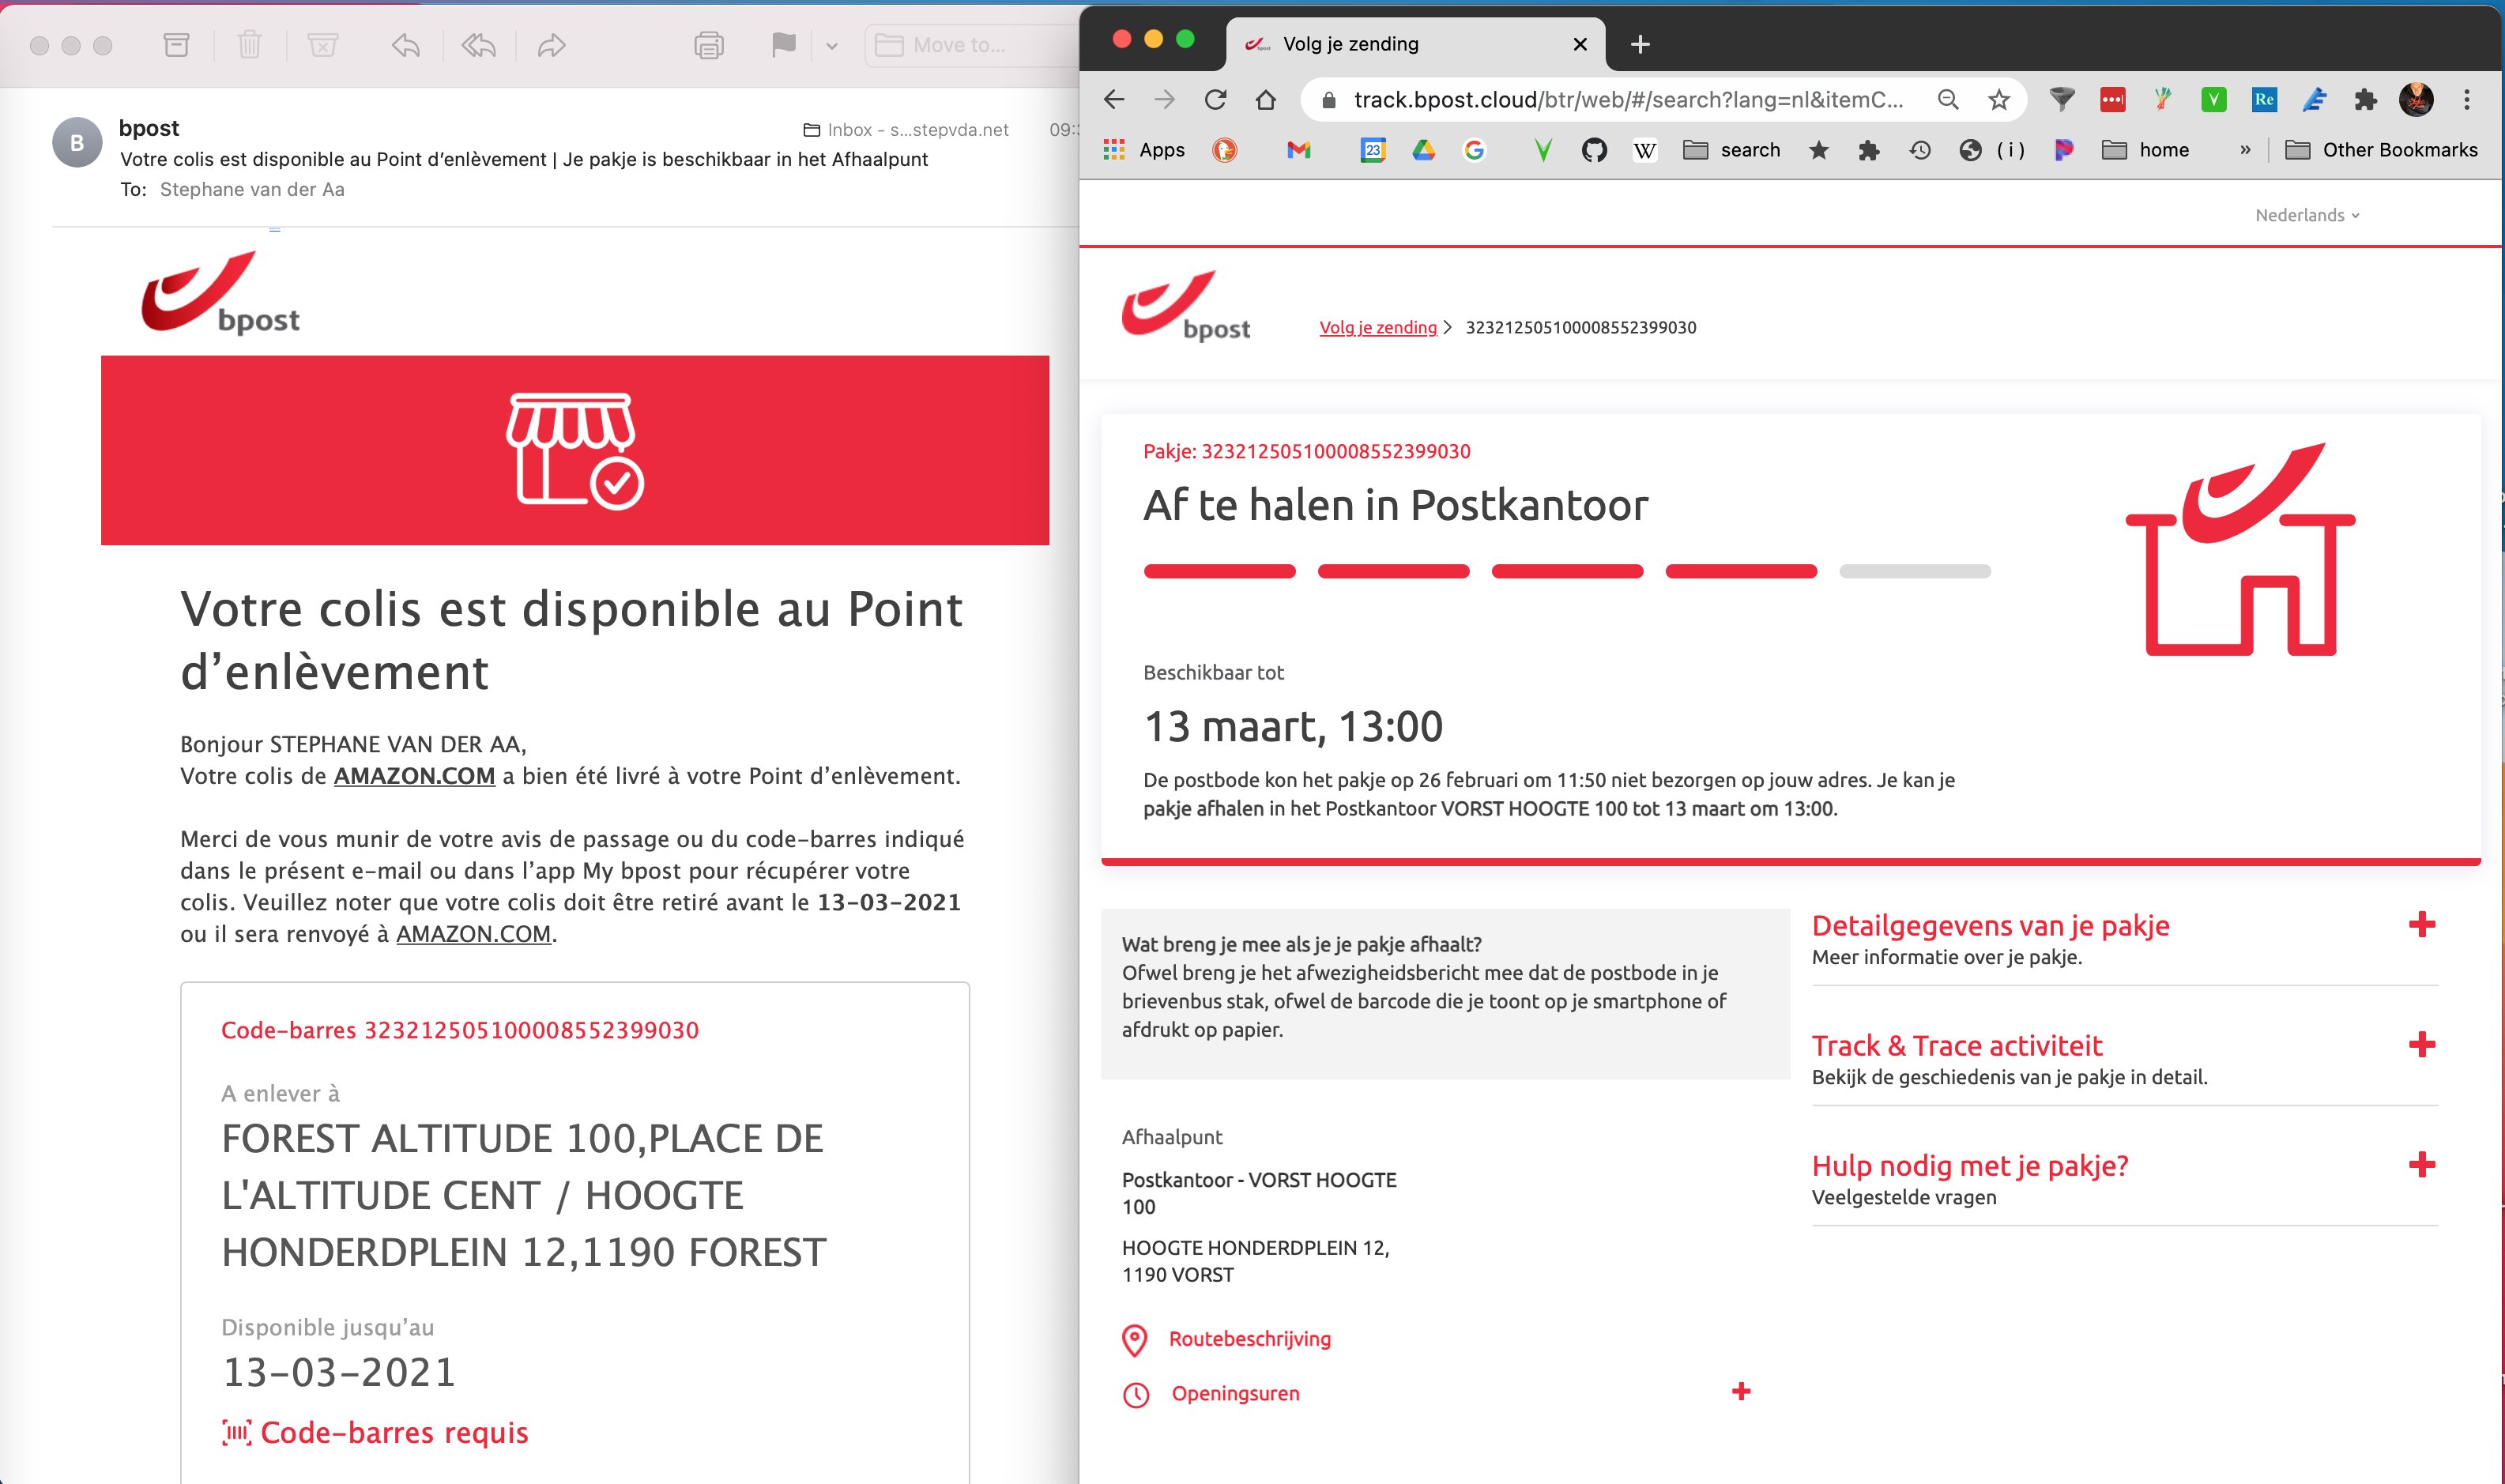 Move to...
B
bpost
Inbox - s...stepvda.net
Votre colis est disponible au Point d’enlèvement | Je pakje is beschikbaar in het Afhaalpunt
To: Stephane van der Aa
bpost
Votre colis est disponible au Point
d’enlèvement
Bonjour STEPHANE VAN DER AA,
Votre colis de AMAZON.COM a bien été livré à votre Point d’enlèvement.
Merci de vous munir de votre avis de passage ou du code-barres indiqué
dans le présent e-mail ou dans l’app My bpost pour récupérer votre
colis. Veuillez noter que votre colis doit être retiré avant le 13-03-2021
ou il sera renvoyé à AMAZON.COM.
Code-barres 323212505100008552399030
A enlever à
FOREST ALTITUDE 100,PLACE DE
L'ALTITUDE CENT / HOOGTE
HONDERDPLEIN 12,1190 FOREST
Disponible jusqu’au
13-03-2021
Code-barres requis
Volg je zending
track.bpost.cloud/btr/web/#/search?lang=nl&itemC...
V
Re
Apps
23
W
search
( i )
home
»
Other Bookmarks
Nederlands
bpost
Volg je zending > 323212505100008552399030
Pakje: 323212505100008552399030
Af te halen in Postkantoor
Beschikbaar tot
13 maart, 13:00
De postbode kon het pakje op 26 februari om 11:50 niet bezorgen op jouw adres. Je kan je
pakje afhalen in het Postkantoor VORST HOOGTE 100 tot 13 maart om 13:00.
Wat breng je mee als je je pakje afhaalt?
Ofwel breng je het afwezigheidsbericht mee dat de postbode in je
brievenbus stak, ofwel de barcode die je toont op je smartphone of
afdrukt op papier.
Afhaalpunt
Postkantoor - VORST HOOGTE
100
HOOGTE HONDERDPLEIN 12,
1190 VORST
Routebeschrijving
Openingsuren
Detailgegevens van je pakje
Meer informatie over je pakje.
Track & Trace activiteit
Bekijk de geschiedenis van je pakje in detail.
Hulp nodig met je pakje?
Veelgestelde vragen